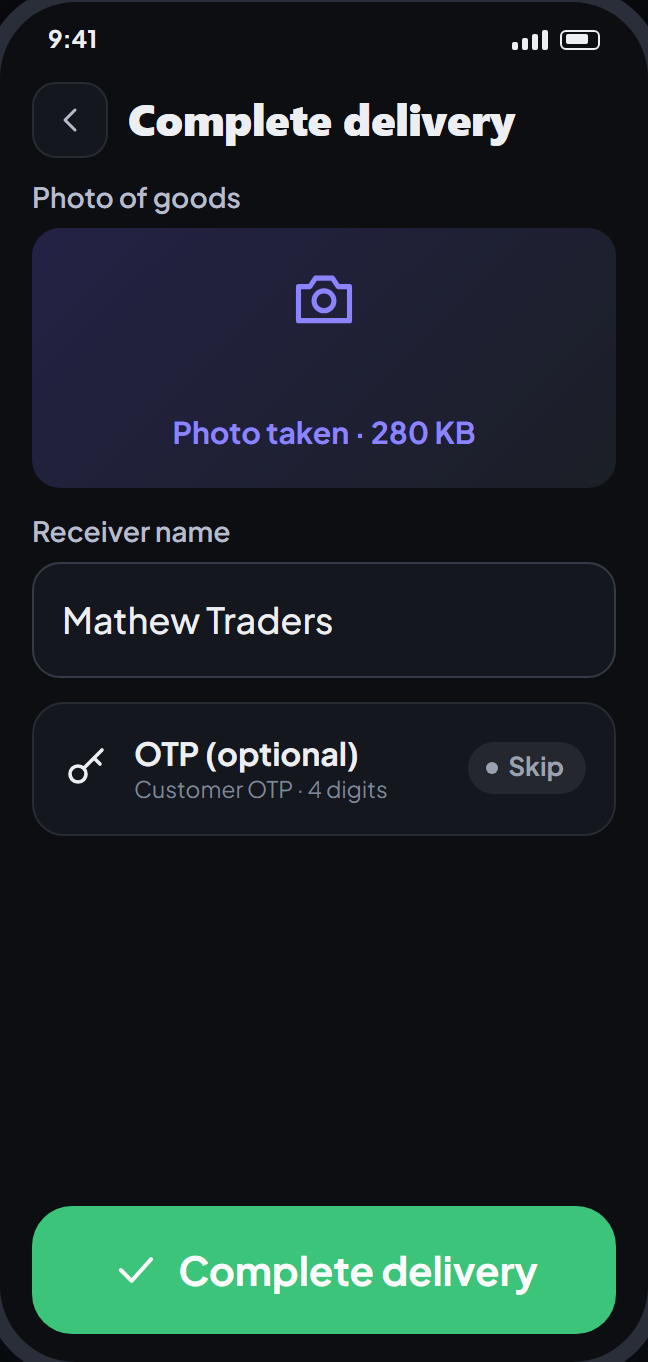 9:41
Complete delivery
Photo of goods
Photo taken · 280 KB
Receiver name
Mathew Traders
OTP (optional)
Customer OTP · 4 digits
Skip
Complete delivery